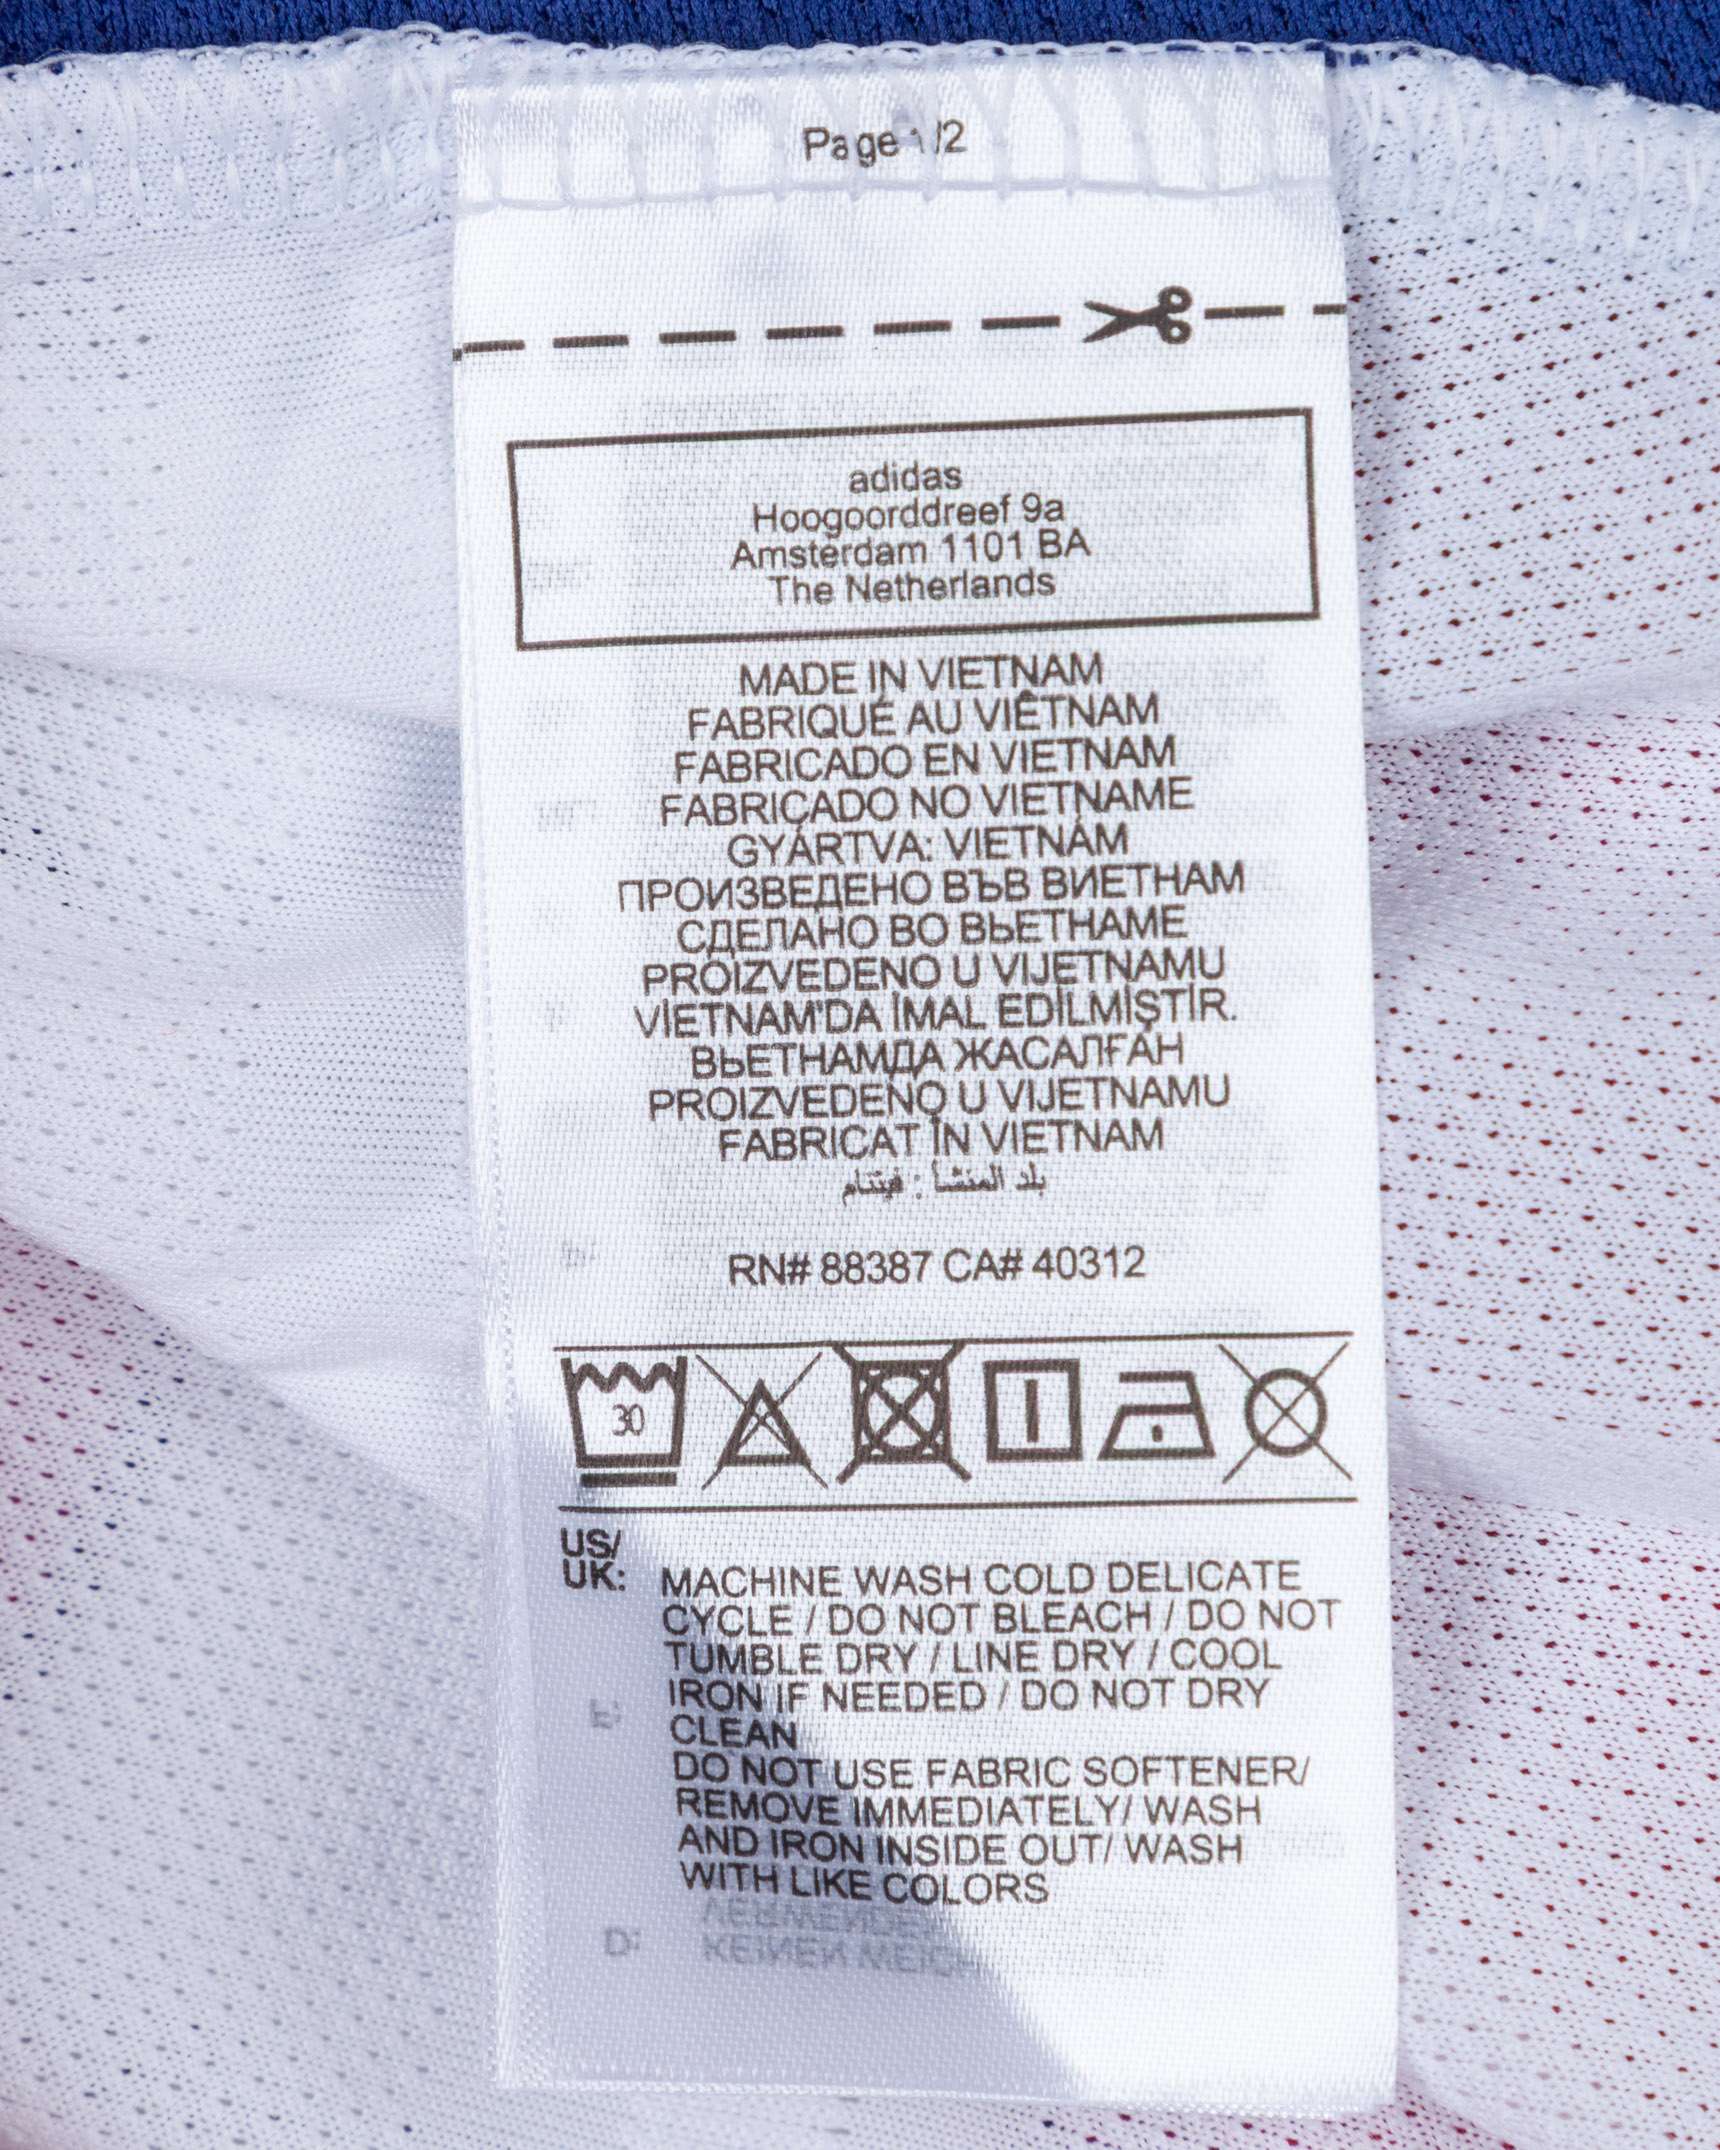 Page 1/2
adidas
Hoogoorddreef 9a
Amsterdam 1101 BA
The Netherlands
MADE IN VIETNAM
FABRIQUÉ AU VIÊTNAM
FABRICADO EN VIETNAM
FABRICADO NO VIETNAME
GYÁRTVA: VIETNÁM
ПРОИЗВЕДЕНО ВЪВ ВИЕТНАМ
СДЕЛАНО ВО ВЬЕТНАМЕ
PROIZVEDENO U VIJETNAMU
VİETNAM'DA İMAL EDİLMİŞTİR.
ВЬЕТНАМДА ЖАСАЛҒАН
PROIZVEDENO U VIJETNAMU
FABRICAT ÎN VIETNAM
بلد المنشأ : فيتنام
RN# 88387 CA# 40312
30
US/
UK: MACHINE WASH COLD DELICATE
CYCLE / DO NOT BLEACH / DO NOT
TUMBLE DRY / LINE DRY / COOL
IRON IF NEEDED / DO NOT DRY
CLEAN
DO NOT USE FABRIC SOFTENER/
REMOVE IMMEDIATELY/ WASH
AND IRON INSIDE OUT/ WASH
WITH LIKE COLORS